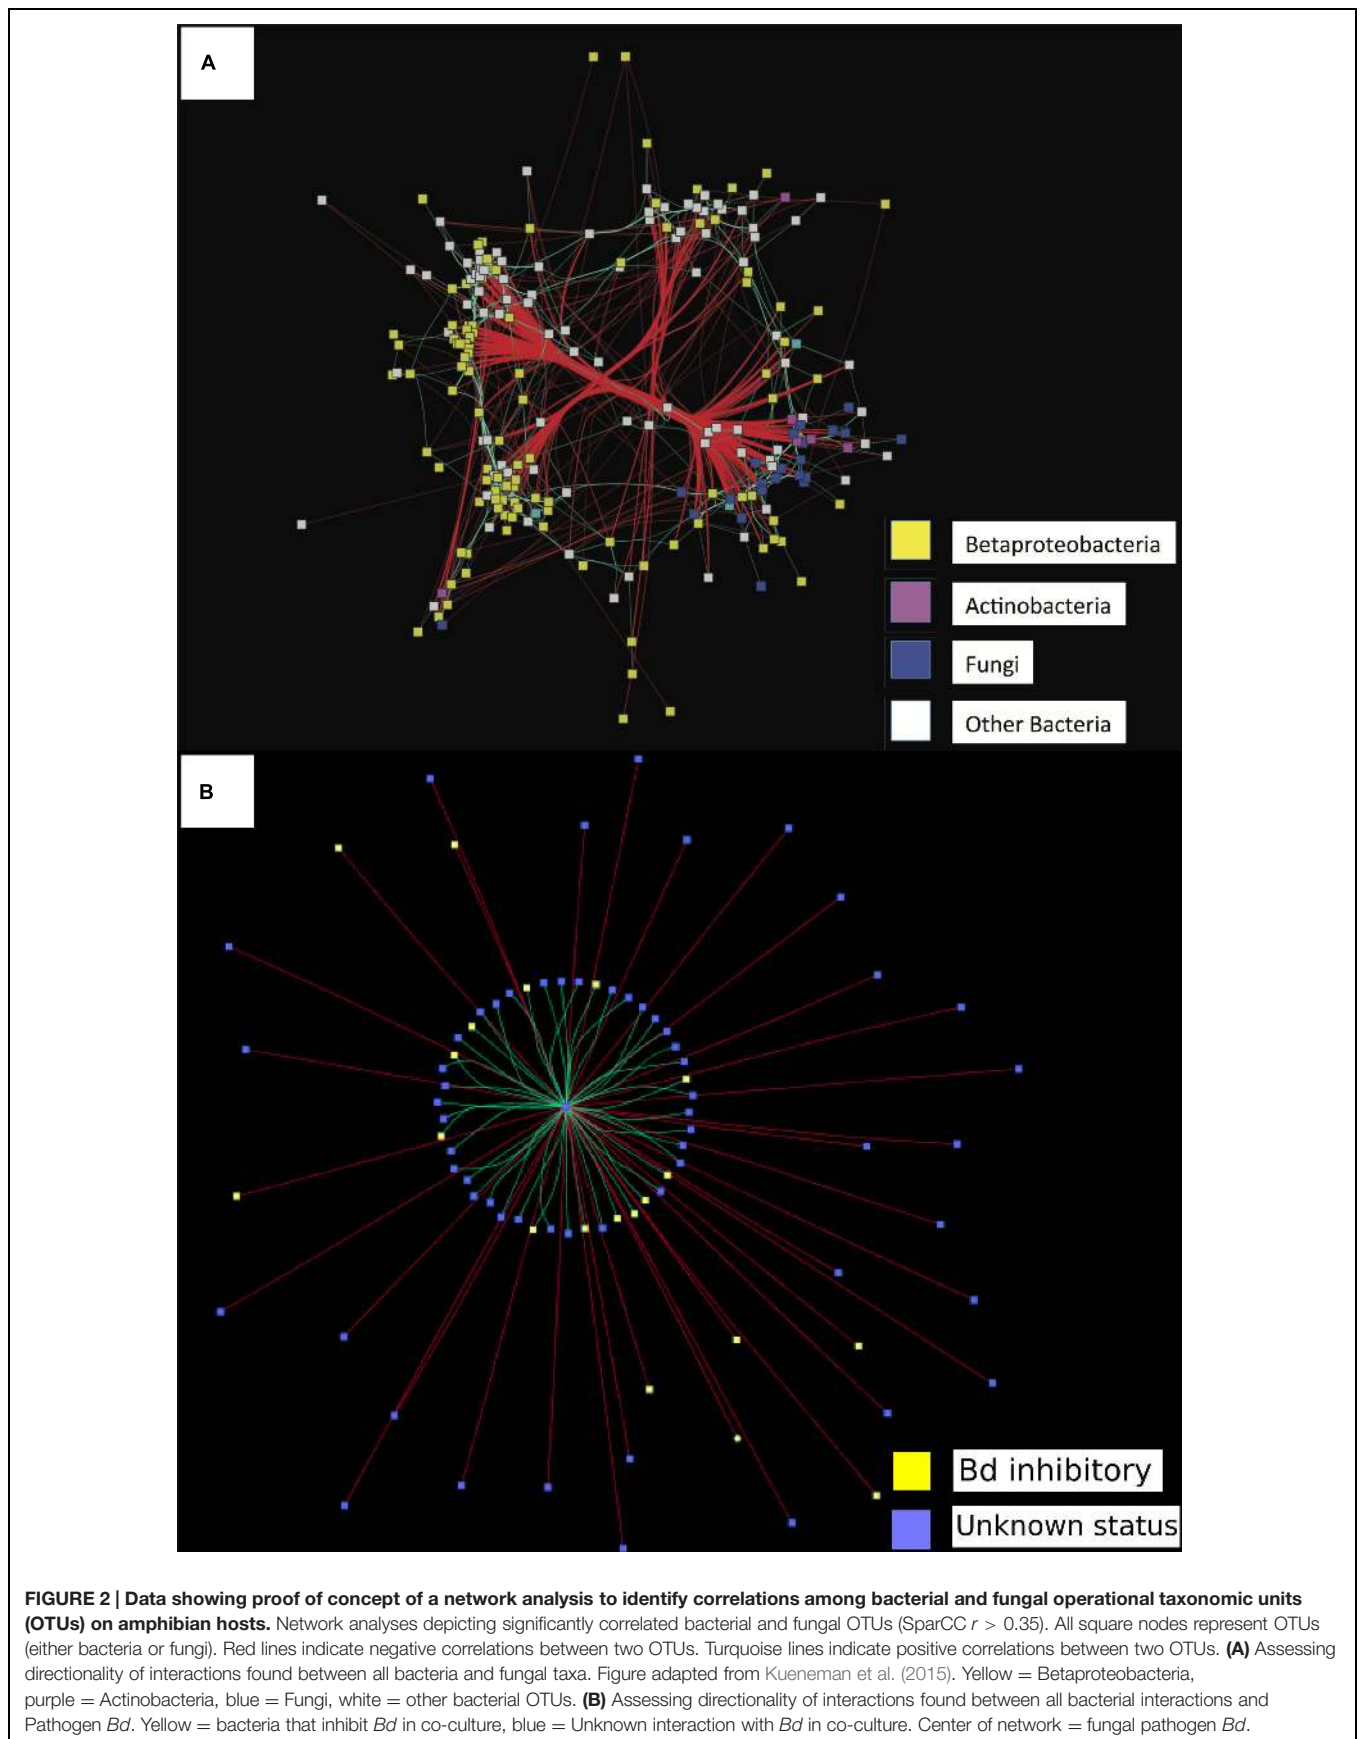 A
Betaproteobacteria
Actinobacteria
Fungi
Other Bacteria
B
Bd inhibitory
Unknown status
FIGURE 2 | Data showing proof of concept of a network analysis to identify correlations among bacterial and fungal operational taxonomic units
(OTUs) on amphibian hosts. Network analyses depicting significantly correlated bacterial and fungal OTUs (SparCC r > 0.35). All square nodes represent OTUs
(either bacteria or fungi). Red lines indicate negative correlations between two OTUs. Turquoise lines indicate positive correlations between two OTUs. (A) Assessing
directionality of interactions found between all bacteria and fungal taxa. Figure adapted from Kueneman et al. (2015). Yellow = Betaproteobacteria,
purple = Actinobacteria, blue = Fungi, white = other bacterial OTUs. (B) Assessing directionality of interactions found between all bacterial interactions and
Pathogen Bd. Yellow = bacteria that inhibit Bd in co-culture, blue = Unknown interaction with Bd in co-culture. Center of network = fungal pathogen Bd.